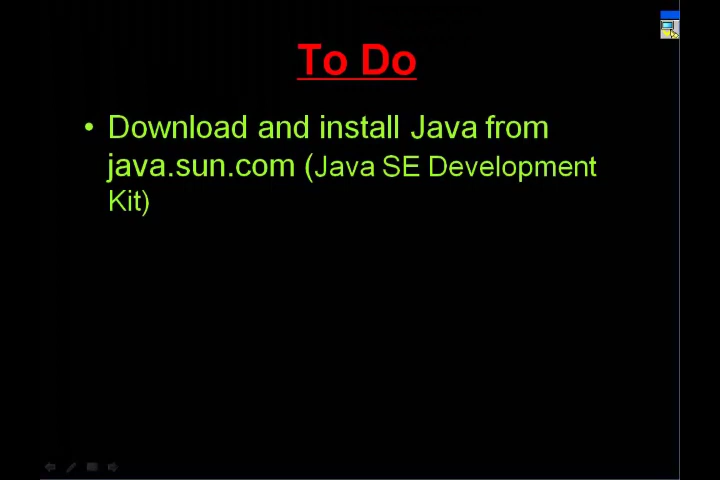 To Do
• Download and install Java from
java.sun.com (Java SE Development
Kit)